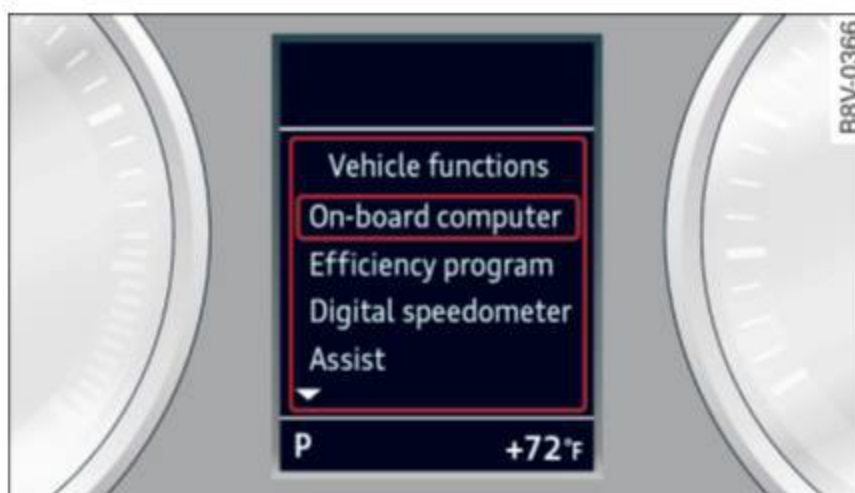 B8V-0366
Vehicle functions
On-board computer
Efficiency program
Digital speedometer
Assist
P +72°F